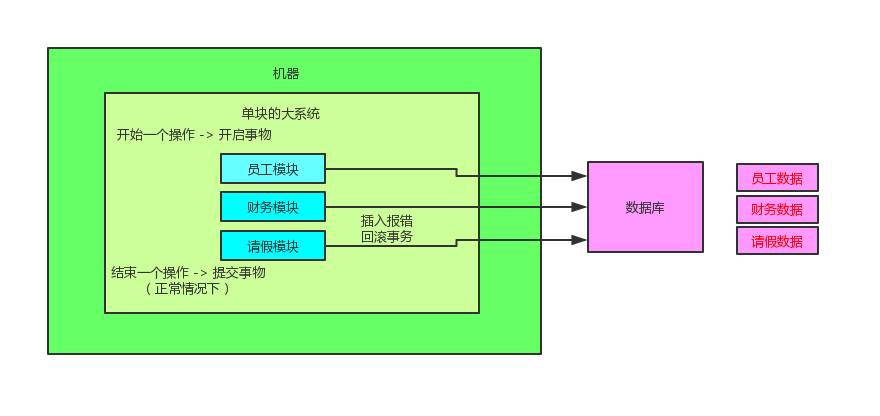 机器
单块的大系统
开始一个操作 -> 开启事物
员工模块
财务模块
请假模块
插入报错
回滚事务
结束一个操作 -> 提交事物
（正常情况下）
数据库
员工数据
财务数据
请假数据